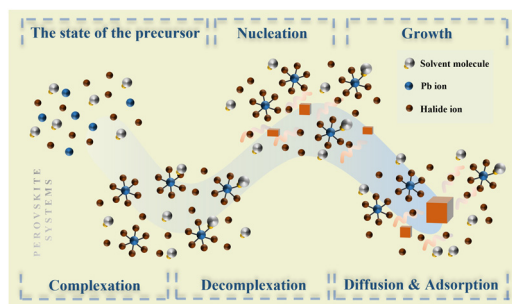 The state of the precursor
Nucleation
Growth
Solvent molecule
Pb ion
Halide ion
PEROVSKITE
SYSTEMS
Complexation
Decomplexation
Diffusion & Adsorption